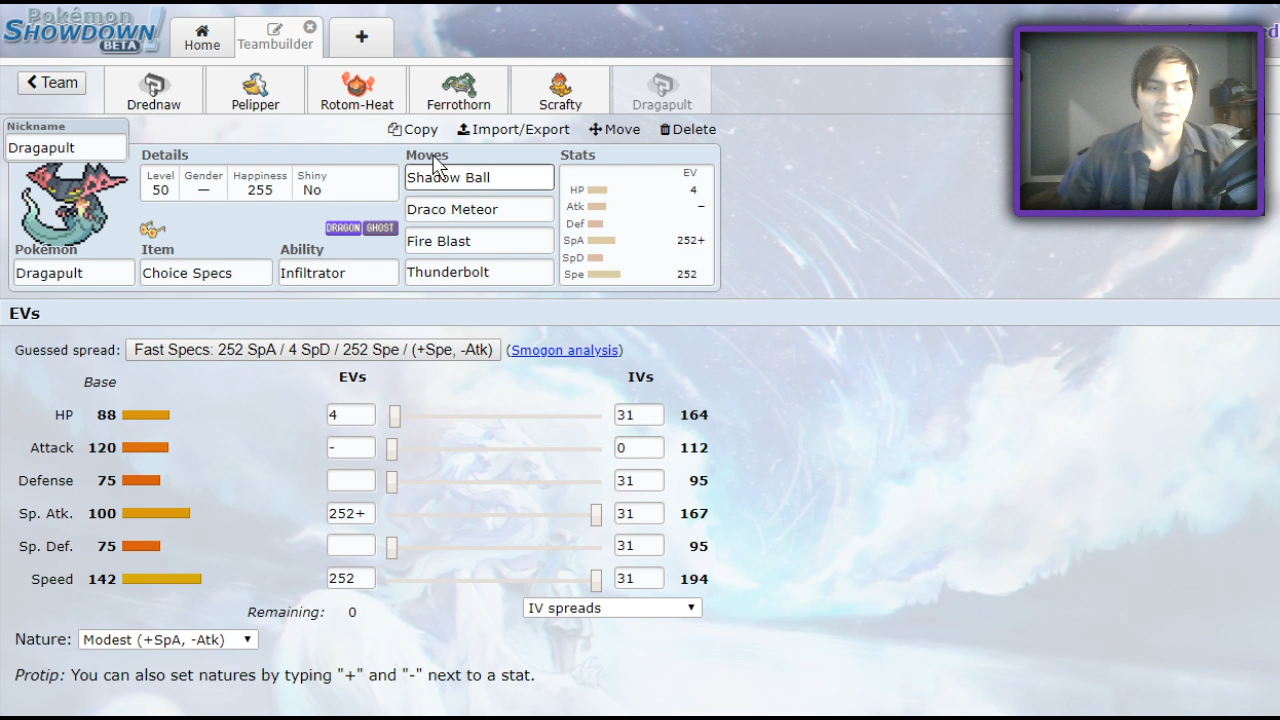 Pokémon
SHOWDOWN!
BETA
Home
Teambuilder
+
ed
< Team
Drednaw
Pelipper
Rotom-Heat
Ferrothorn
Scrafty
Dragapult
Copy
Import/Export
Move
Delete
Nickname
Dragapult
Details
Level
50
Gender
—
Happiness
255
Shiny
No
DRAGON GHOST
Pokémon
Dragapult
Item
Choice Specs
Ability
Infiltrator
Moves
Shadow Ball
Draco Meteor
Fire Blast
Thunderbolt
Stats
EV
HP 4
Atk –
Def
SpA 252+
SpD
Spe 252
EVs
Guessed spread: Fast Specs: 252 SpA / 4 SpD / 252 Spe / (+Spe, -Atk) (Smogon analysis)
Base EVs IVs
HP 88 4 31 164
Attack 120 - 0 112
Defense 75 31 95
Sp. Atk. 100 252+ 31 167
Sp. Def. 75 31 95
Speed 142 252 31 194
Remaining: 0 IV spreads
Nature: Modest (+SpA, -Atk)
Protip: You can also set natures by typing "+" and "-" next to a stat.